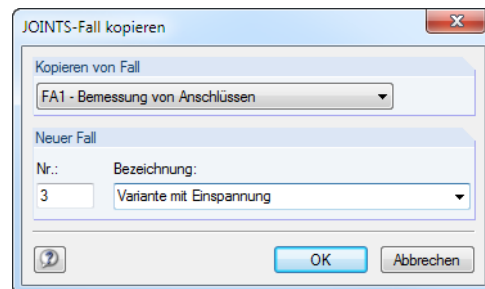 JOINTS-Fall kopieren
Kopieren von Fall
FA1 - Bemessung von Anschlüssen
Neuer Fall
Nr.: Bezeichnung:
3 Variante mit Einspannung
OK Abbrechen